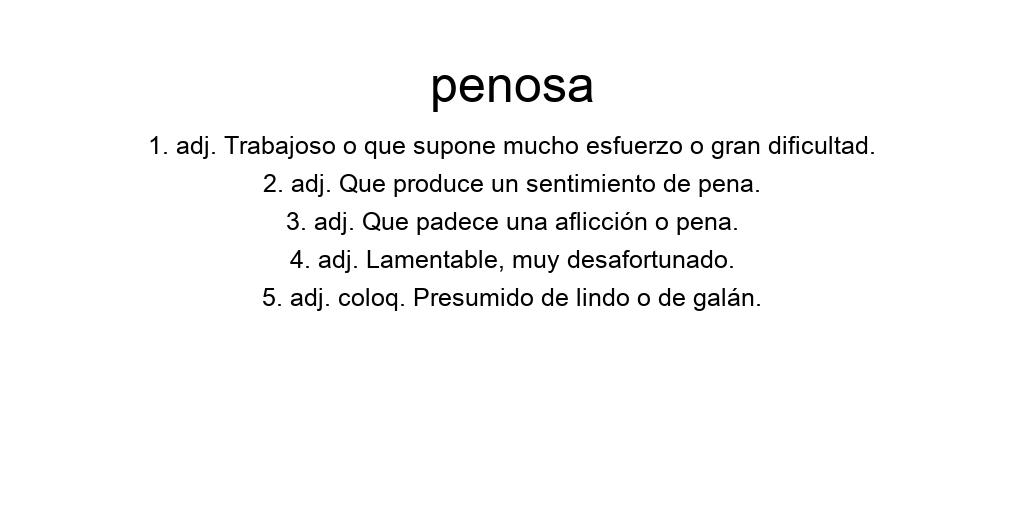 penosa
1. adj. Trabajoso o que supone mucho esfuerzo o gran dificultad.
2. adj. Que produce un sentimiento de pena.
3. adj. Que padece una aflicción o pena.
4. adj. Lamentable, muy desafortunado.
5. adj. coloq. Presumido de lindo o de galán.